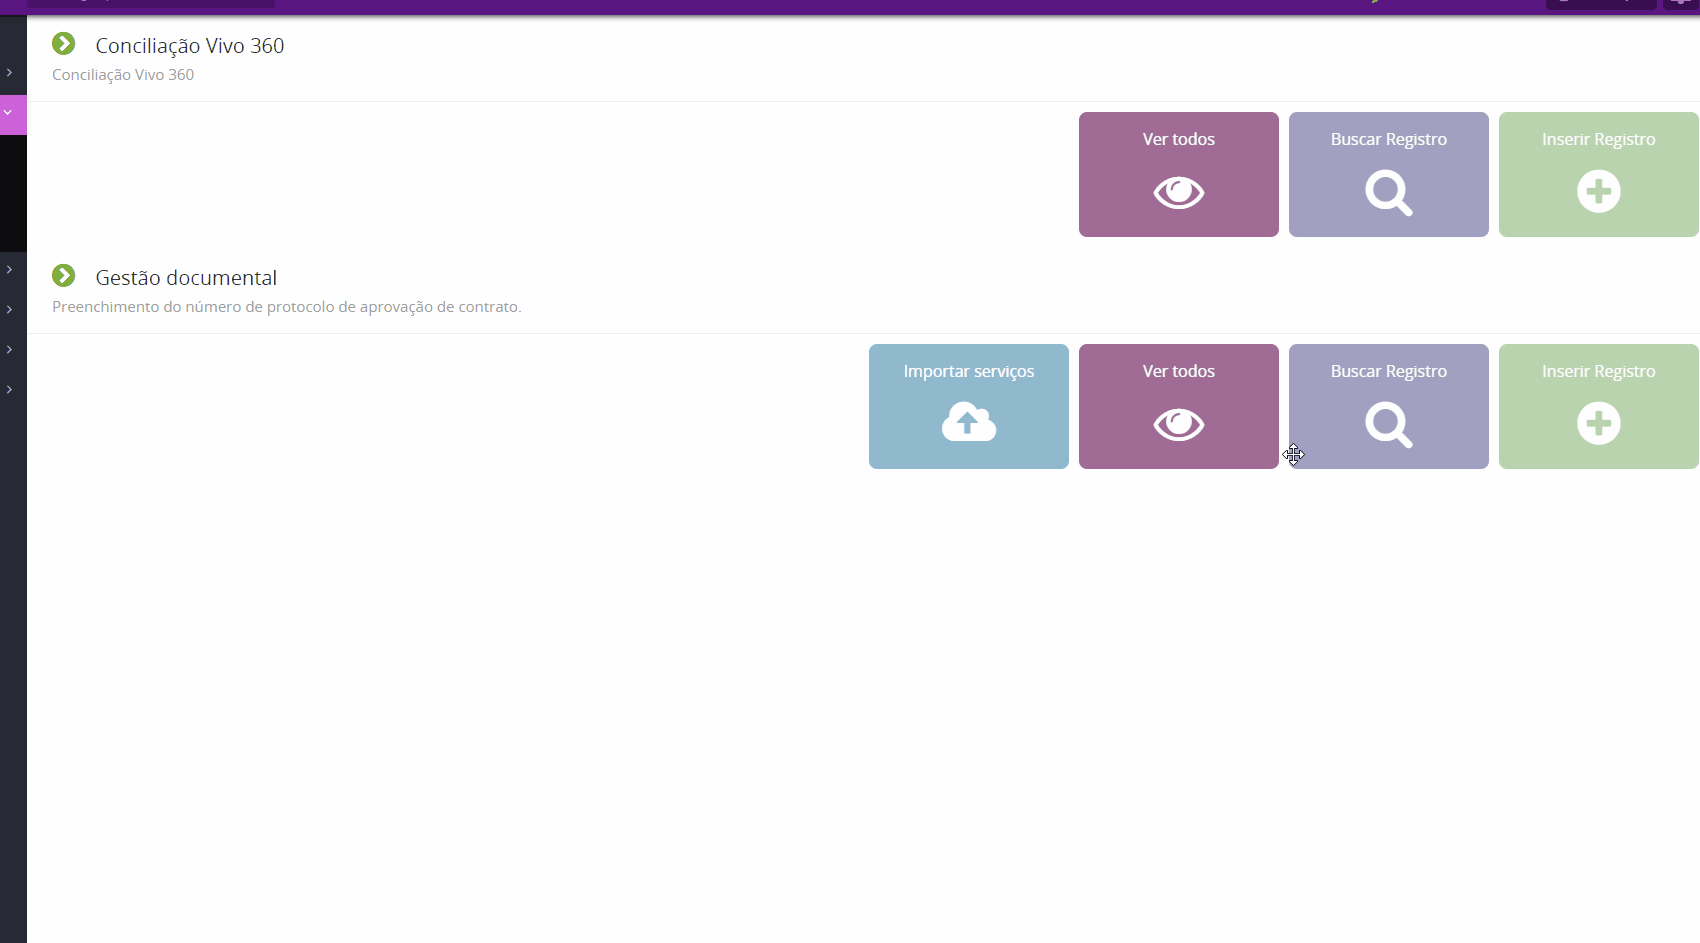 Conciliação Vivo 360
Conciliação Vivo 360
Ver todos
Buscar Registro
Inserir Registro
Gestão documental
Preenchimento do número de protocolo de aprovação de contrato.
Importar serviços
Ver todos
Buscar Registro
Inserir Registro